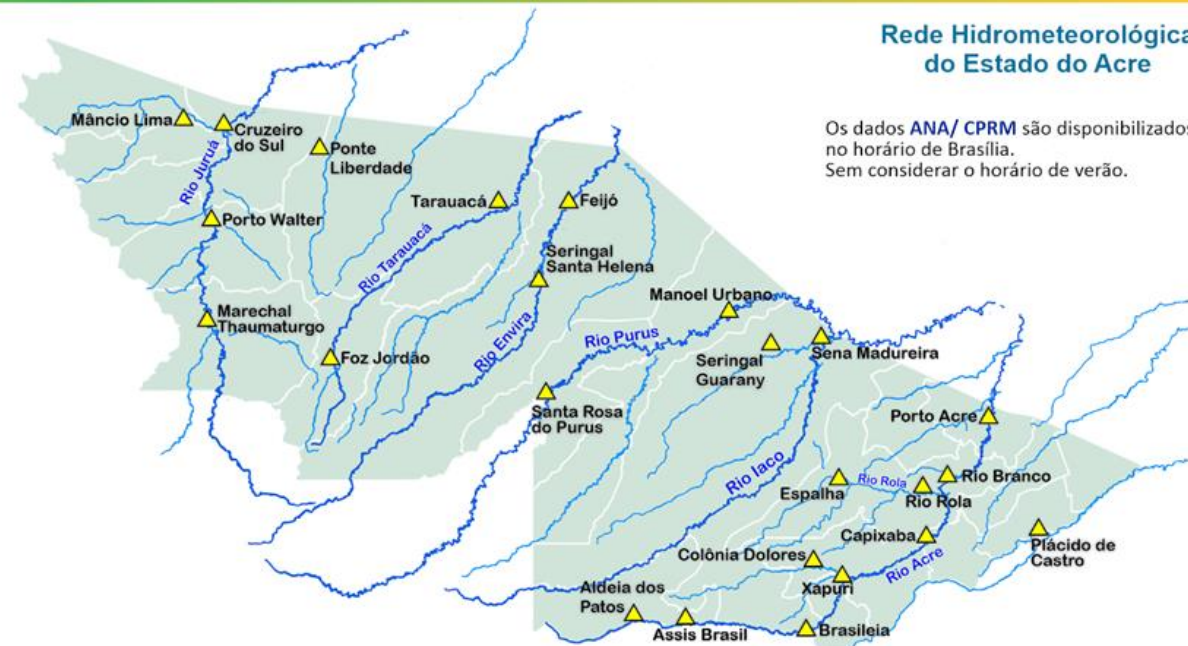 Rede Hidrometeorológica
do Estado do Acre
Os dados ANA/ CPRM são disponibilizados
no horário de Brasília.
Sem considerar o horário de verão.
Mâncio Lima
Cruzeiro
do Sul
Ponte
Liberdade
Rio Juruá
Tarauacá
Feijó
Porto Walter
Rio Tarauacá
Seringal
Santa Helena
Manoel Urbano
Marechal
Thaumaturgo
Rio Envira
Rio Purus
Foz Jordão
Seringal
Guarany
Sena Madureira
Santa Rosa
do Purus
Porto Acre
Rio Iaco
Espalha
Rio Rola
Rio Rola
Rio Branco
Capixaba
Plácido de
Castro
Colônia Dolores
Rio Acre
Xapuri
Aldeia dos
Patos
Assis Brasil
Brasileia